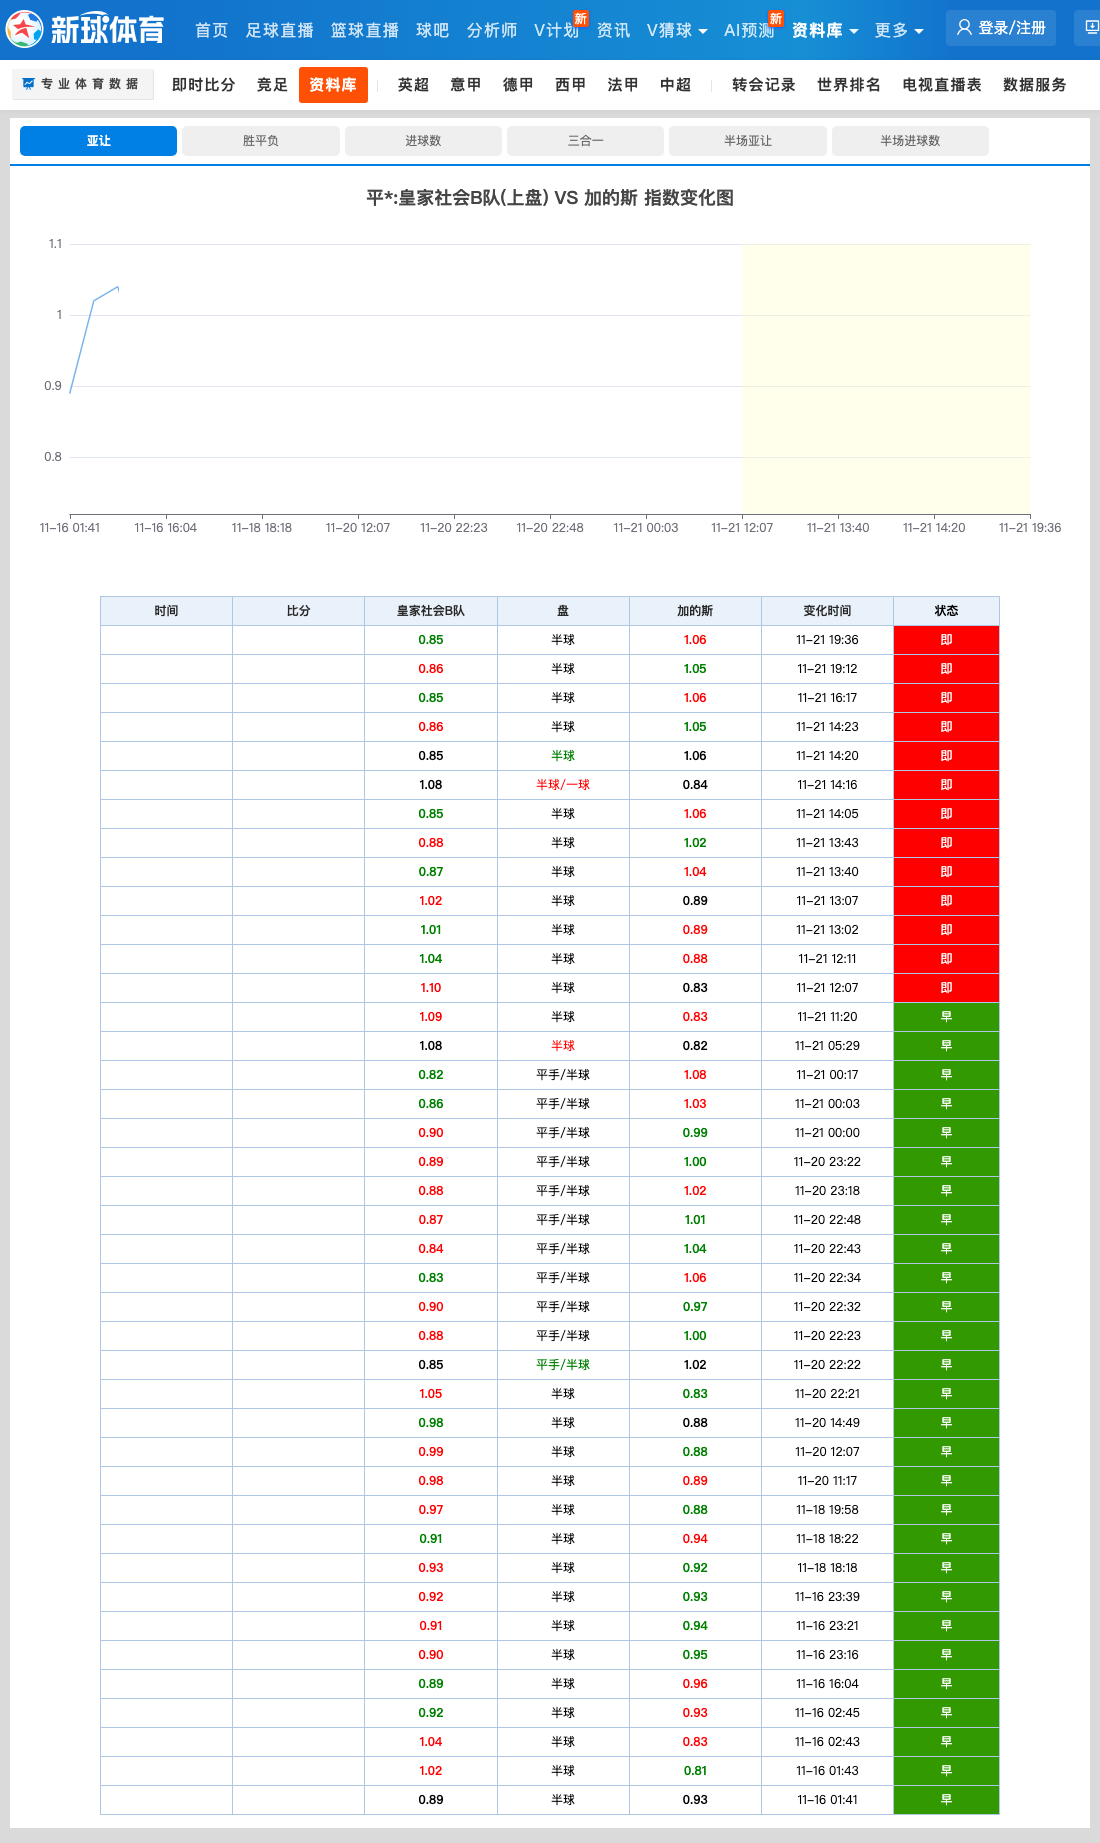 新球体育 首页 足球直播 篮球直播 球吧 分析师 V计划 新 资讯 V猜球 AI预测 新 资料库 更多 登录/注册
专业体育数据 即时比分 竞足 资料库 英超 意甲 德甲 西甲 法甲 中超 转会记录 世界排名 电视直播表 数据服务
亚让 胜平负 进球数 三合一 半场亚让 半场进球数
平*:皇家社会B队(上盘) VS 加的斯 指数变化图
1.1
1
0.9
0.8
11-16 01:41 11-16 16:04 11-18 18:18 11-20 12:07 11-20 22:23 11-20 22:48 11-21 00:03 11-21 12:07 11-21 13:40 11-21 14:20 11-21 19:36
时间 比分 皇家社会B队 盘 加的斯 变化时间 状态
0.85 半球 1.06 11-21 19:36 即
0.86 半球 1.05 11-21 19:12 即
0.85 半球 1.06 11-21 16:17 即
0.86 半球 1.05 11-21 14:23 即
0.85 半球 1.06 11-21 14:20 即
1.08 半球/一球 0.84 11-21 14:16 即
0.85 半球 1.06 11-21 14:05 即
0.88 半球 1.02 11-21 13:43 即
0.87 半球 1.04 11-21 13:40 即
1.02 半球 0.89 11-21 13:07 即
1.01 半球 0.89 11-21 13:02 即
1.04 半球 0.88 11-21 12:11 即
1.10 半球 0.83 11-21 12:07 即
1.09 半球 0.83 11-21 11:20 早
1.08 半球 0.82 11-21 05:29 早
0.82 平手/半球 1.08 11-21 00:17 早
0.86 平手/半球 1.03 11-21 00:03 早
0.90 平手/半球 0.99 11-21 00:00 早
0.89 平手/半球 1.00 11-20 23:22 早
0.88 平手/半球 1.02 11-20 23:18 早
0.87 平手/半球 1.01 11-20 22:48 早
0.84 平手/半球 1.04 11-20 22:43 早
0.83 平手/半球 1.06 11-20 22:34 早
0.90 平手/半球 0.97 11-20 22:32 早
0.88 平手/半球 1.00 11-20 22:23 早
0.85 平手/半球 1.02 11-20 22:22 早
1.05 半球 0.83 11-20 22:21 早
0.98 半球 0.88 11-20 14:49 早
0.99 半球 0.88 11-20 12:07 早
0.98 半球 0.89 11-20 11:17 早
0.97 半球 0.88 11-18 19:58 早
0.91 半球 0.94 11-18 18:22 早
0.93 半球 0.92 11-18 18:18 早
0.92 半球 0.93 11-16 23:39 早
0.91 半球 0.94 11-16 23:21 早
0.90 半球 0.95 11-16 23:16 早
0.89 半球 0.96 11-16 16:04 早
0.92 半球 0.93 11-16 02:45 早
1.04 半球 0.83 11-16 02:43 早
1.02 半球 0.81 11-16 01:43 早
0.89 半球 0.93 11-16 01:41 早